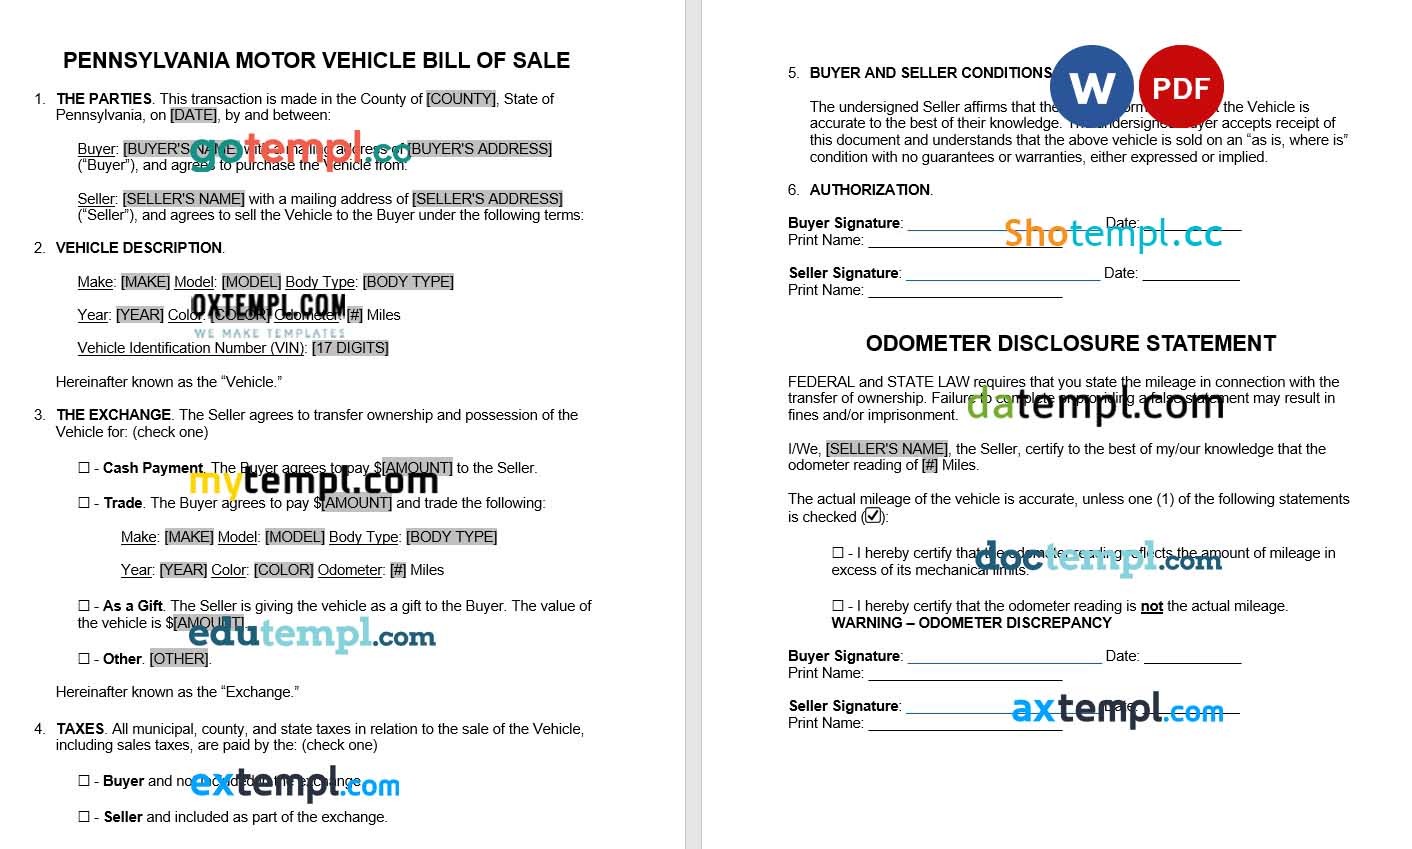 PENNSYLVANIA MOTOR VEHICLE BILL OF SALE
1. THE PARTIES. This transaction is made in the County of [COUNTY], State of
Pennsylvania, on [DATE], by and between:
Buyer: [BUYER'S NAME] with a mailing address of [BUYER'S ADDRESS]
gotempl.cc
("Buyer"), and agrees to purchase the Vehicle from:
Seller: [SELLER'S NAME] with a mailing address of [SELLER'S ADDRESS]
("Seller"), and agrees to sell the Vehicle to the Buyer under the following terms:
2. VEHICLE DESCRIPTION.
Make: [MAKE] Model: [MODEL] Body Type: [BODY TYPE]
OXTEMPL.COM
Year: [YEAR] Color: [COLOR] Odometer: [#] Miles
WE MAKE TEMPLATES
Vehicle Identification Number (VIN): [17 DIGITS]
Hereinafter known as the “Vehicle.”
3. THE EXCHANGE. The Seller agrees to transfer ownership and possession of the
Vehicle for: (check one)
☐ - Cash Payment. The Buyer agrees to pay $[AMOUNT] to the Seller.
mytempl.com
☐ - Trade. The Buyer agrees to pay $[AMOUNT] and trade the following:
Make: [MAKE] Model: [MODEL] Body Type: [BODY TYPE]
Year: [YEAR] Color: [COLOR] Odometer: [#] Miles
☐ - As a Gift. The Seller is giving the vehicle as a gift to the Buyer. The value of
the vehicle is $[AMOUNT].
edutempl.com
☐ - Other. [OTHER].
Hereinafter known as the “Exchange.”
4. TAXES. All municipal, county, and state taxes in relation to the sale of the Vehicle,
including sales taxes, are paid by the: (check one)
☐ - Buyer and not included in the exchange.
extempl.com
☐ - Seller and included as part of the exchange.
5. BUYER AND SELLER CONDITIONS
W PDF
The undersigned Seller affirms that the the Vehicle is
accurate to the best of their knowledge. The undersigned Buyer accepts receipt of
this document and understands that the above vehicle is sold on an “as is, where is”
condition with no guarantees or warranties, either expressed or implied.
6. AUTHORIZATION.
Buyer Signature: Date:
Shotempl.cc
Print Name:
Seller Signature: Date:
Print Name:
ODOMETER DISCLOSURE STATEMENT
FEDERAL and STATE LAW requires that you state the mileage in connection with the
transfer of ownership. Failure to complete or providing a false statement may result in
datempl.com
fines and/or imprisonment.
I/We, [SELLER'S NAME], the Seller, certify to the best of my/our knowledge that the
odometer reading of [#] Miles.
The actual mileage of the vehicle is accurate, unless one (1) of the following statements
is checked (☑):
☐ - I hereby certify that the odometer reading reflects the amount of mileage in
doctempl.com
excess of its mechanical limits.
☐ - I hereby certify that the odometer reading is not the actual mileage.
WARNING – ODOMETER DISCREPANCY
Buyer Signature: Date:
Print Name:
Seller Signature: Date:
axtempl.com
Print Name: